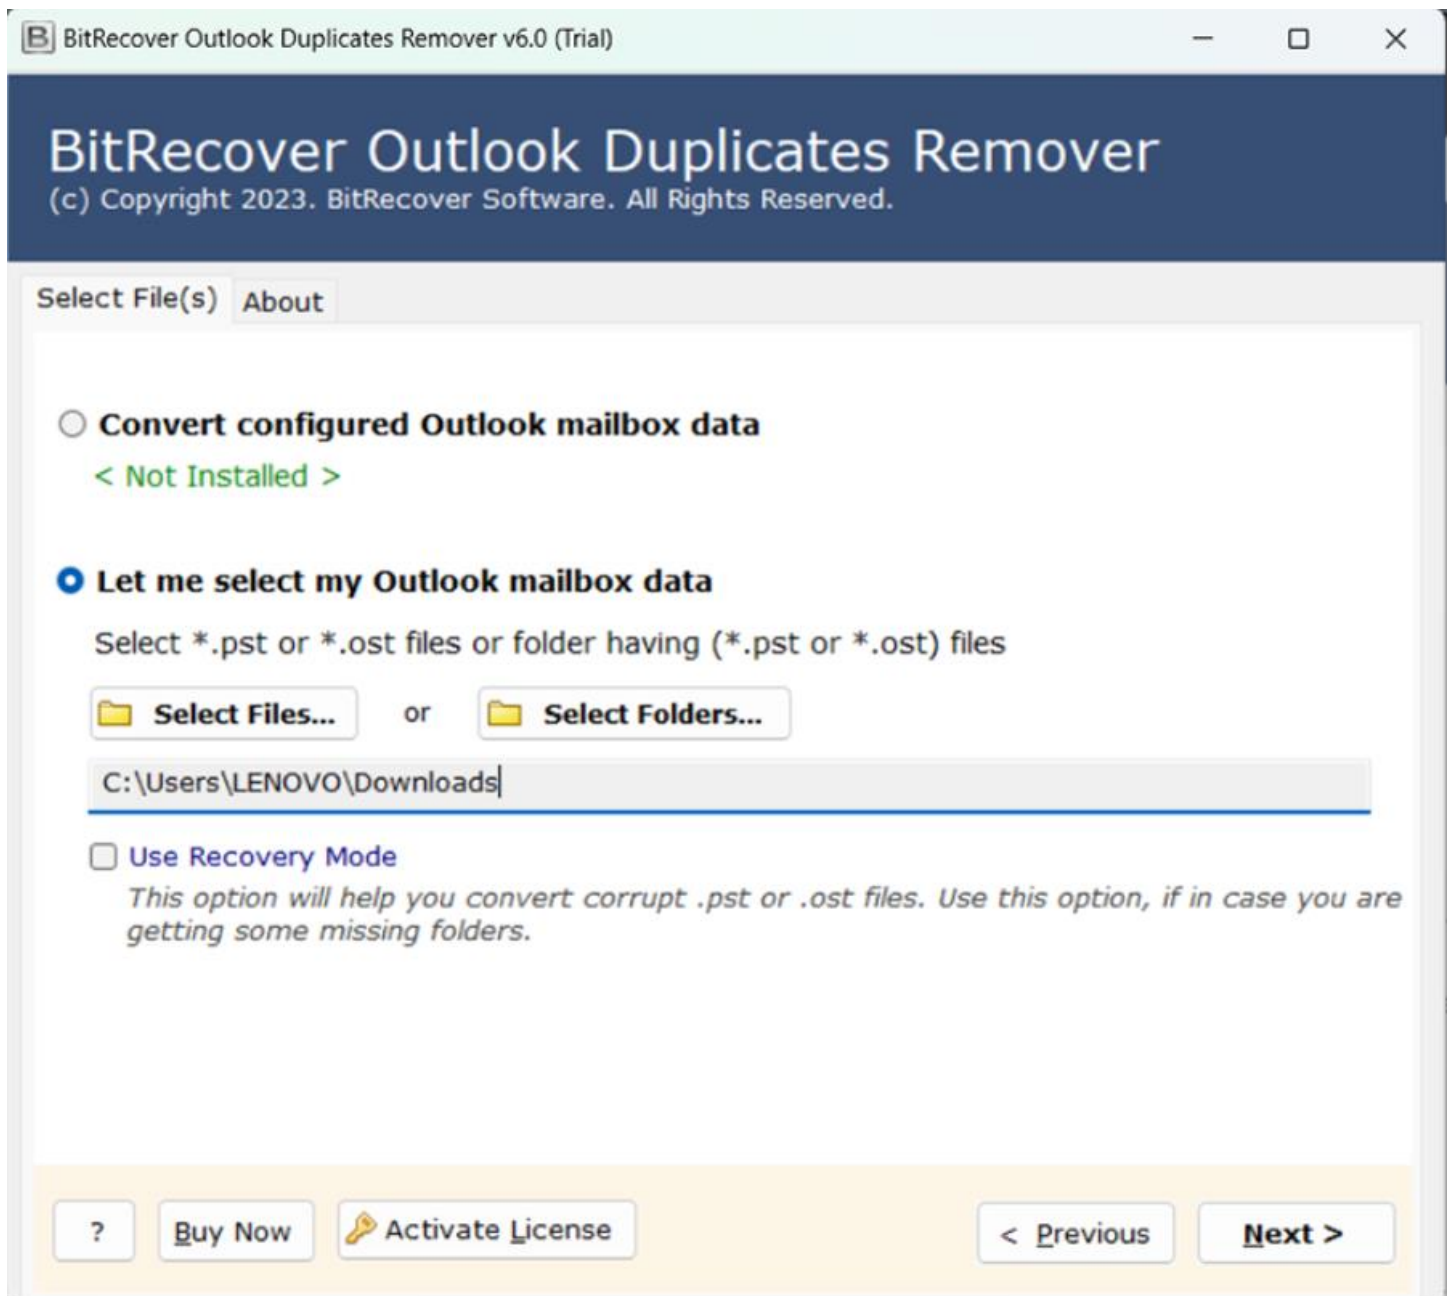 BitRecover Outlook Duplicates Remover v6.0 (Trial)
BitRecover Outlook Duplicates Remover
(c) Copyright 2023. BitRecover Software. All Rights Reserved.
Select File(s) About
Convert configured Outlook mailbox data
< Not Installed >
Let me select my Outlook mailbox data
Select *.pst or *.ost files or folder having (*.pst or *.ost) files
Select Files... or Select Folders...
C:\Users\LENOVO\Downloads
Use Recovery Mode
This option will help you convert corrupt .pst or .ost files. Use this option, if in case you are
getting some missing folders.
? Buy Now Activate License < Previous Next >